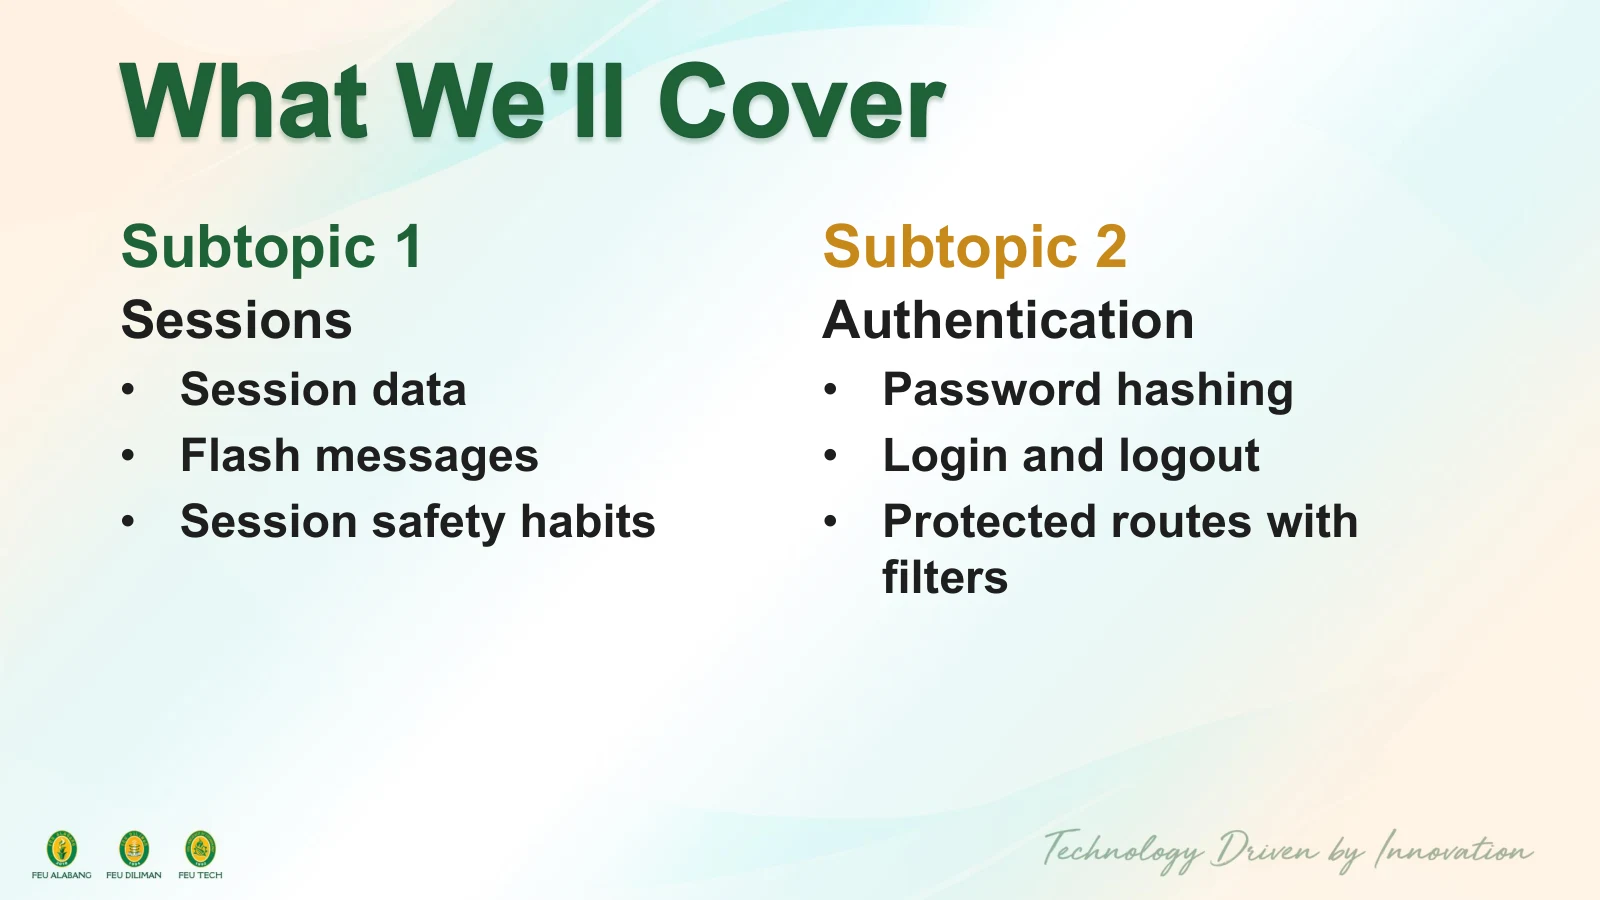 What We'll Cover
Subtopic 1
Sessions
• Session data
• Flash messages
• Session safety habits
Subtopic 2
Authentication
• Password hashing
• Login and logout
• Protected routes with
filters
FEU ALABANG
FEU DILIMAN
FEU TECH
Technology Driven by Innovation